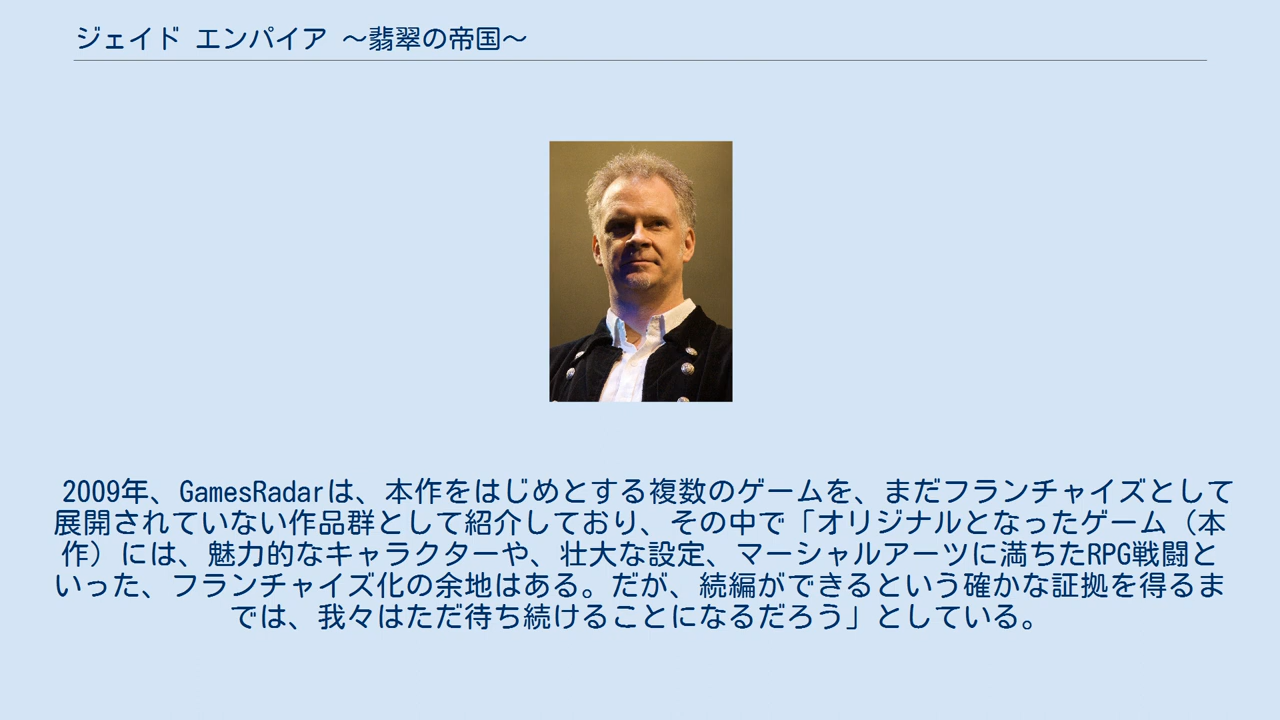 ジェイド エンパイア ～翡翠の帝国～
2009年、GamesRadarは、本作をはじめとする複数のゲームを、まだフランチャイズとして
展開されていない作品群として紹介しており、その中で「オリジナルとなったゲーム（本
作）には、魅力的なキャラクターや、壮大な設定、マーシャルアーツに満ちたRPG戦闘と
いった、フランチャイズ化の余地はある。だが、続編ができるという確かな証拠を得るま
では、我々はただ待ち続けることになるだろう」としている。